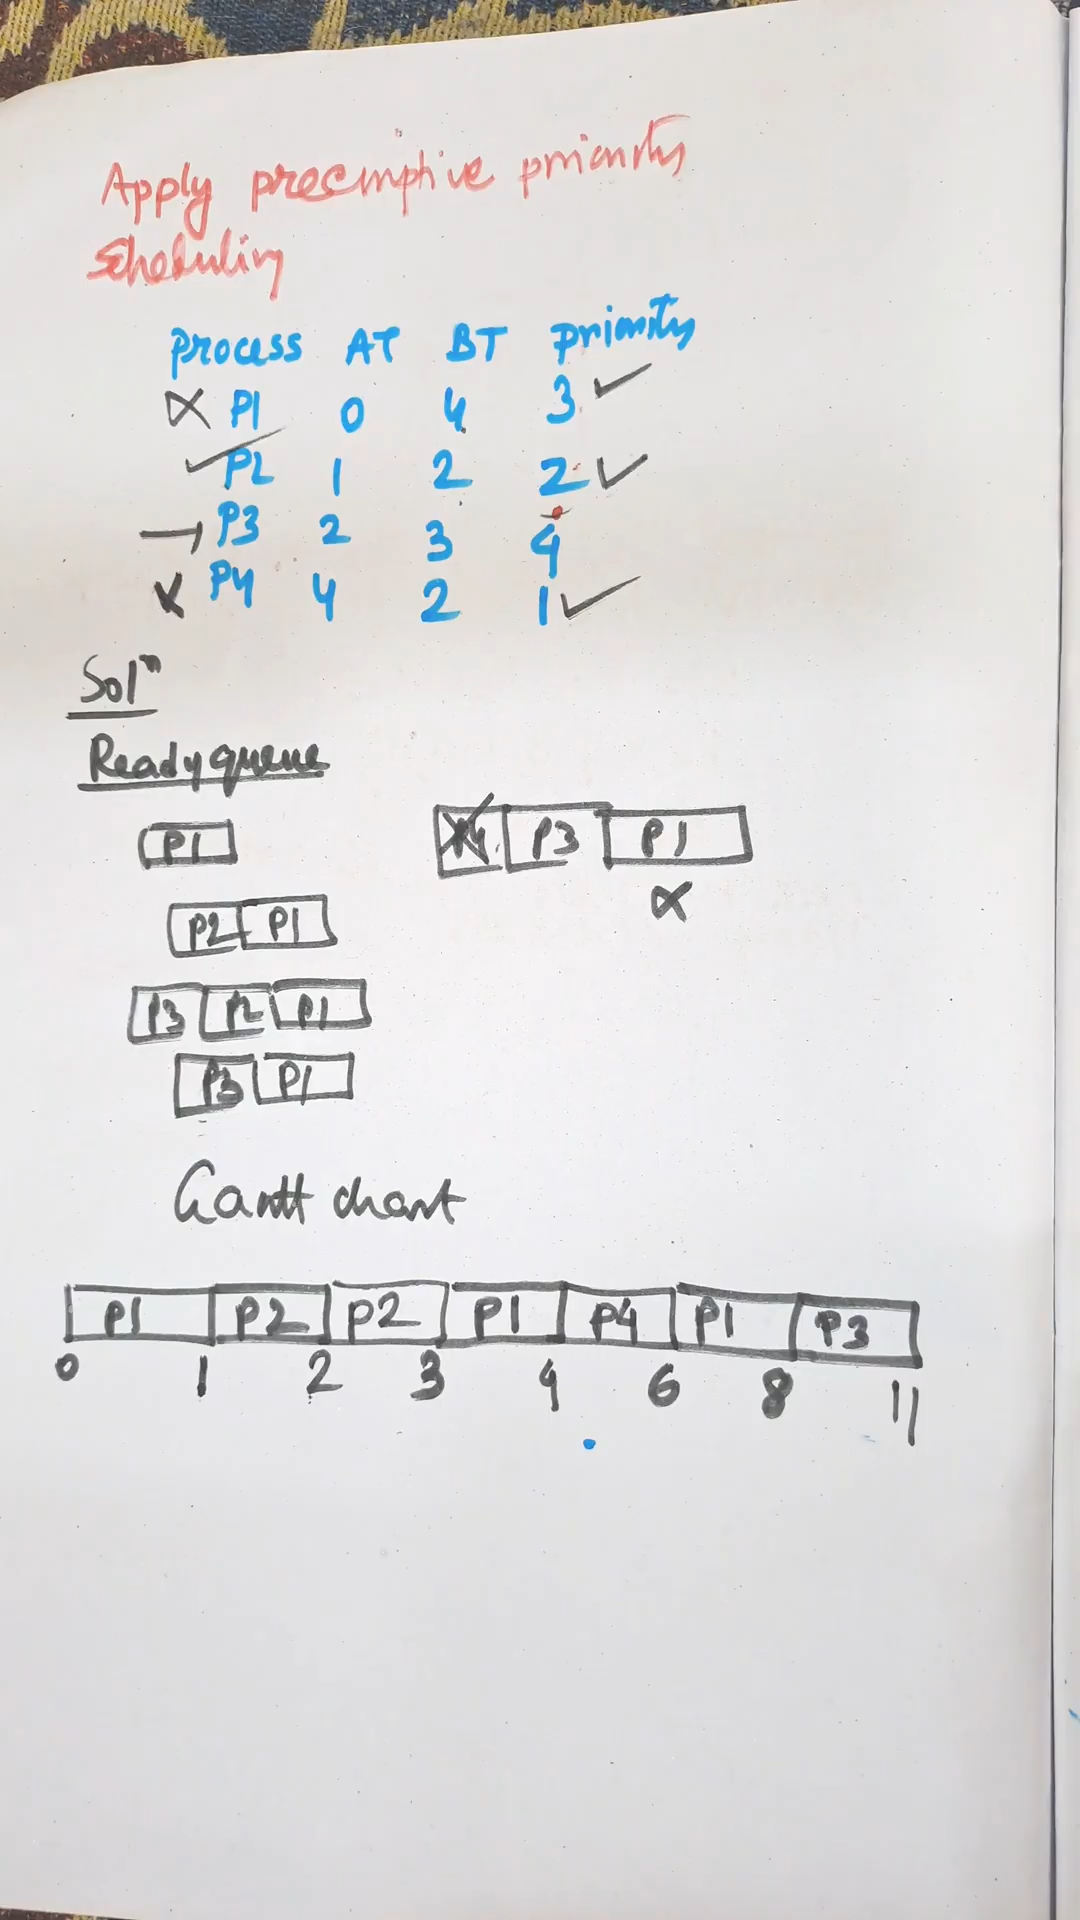 Apply preemptive priority
Scheduling
Process AT BT Priority
P1 0 4 3
P2 1 2 2
P3 2 3 4
P4 4 2 1
Solⁿ
Ready queue
P1
P2 P1
P3 P2 P1
P3 P1
P3 P1
Gantt chart
P1 P2 P2 P1 P4 P1 P3
0 1 2 3 4 6 8 11